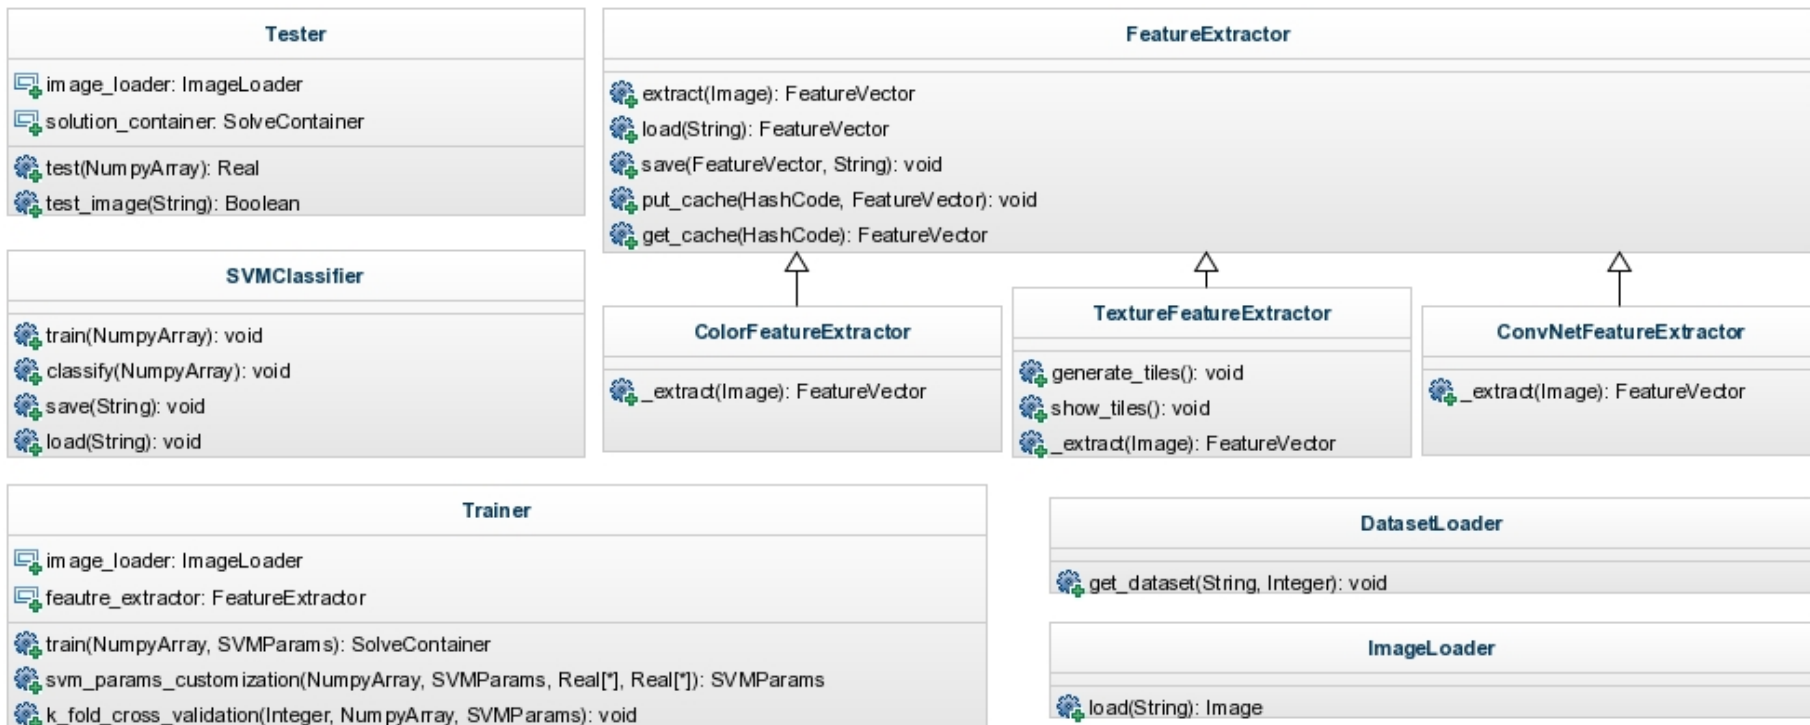 Tester
image_loader: ImageLoader
solution_container: SolveContainer
test(NumpyArray): Real
test_image(String): Boolean
FeatureExtractor
extract(Image): FeatureVector
load(String): FeatureVector
save(FeatureVector, String): void
put_cache(HashCode, FeatureVector): void
get_cache(HashCode): FeatureVector
SVMClassifier
train(NumpyArray): void
classify(NumpyArray): void
save(String): void
load(String): void
ColorFeatureExtractor
_extract(Image): FeatureVector
TextureFeatureExtractor
generate_tiles(): void
show_tiles(): void
_extract(Image): FeatureVector
ConvNetFeatureExtractor
_extract(Image): FeatureVector
Trainer
image_loader: ImageLoader
feautre_extractor: FeatureExtractor
train(NumpyArray, SVMParams): SolveContainer
svm_params_customization(NumpyArray, SVMParams, Real[*], Real[*]): SVMParams
k_fold_cross_validation(Integer, NumpyArray, SVMParams): void
DatasetLoader
get_dataset(String, Integer): void
ImageLoader
load(String): Image